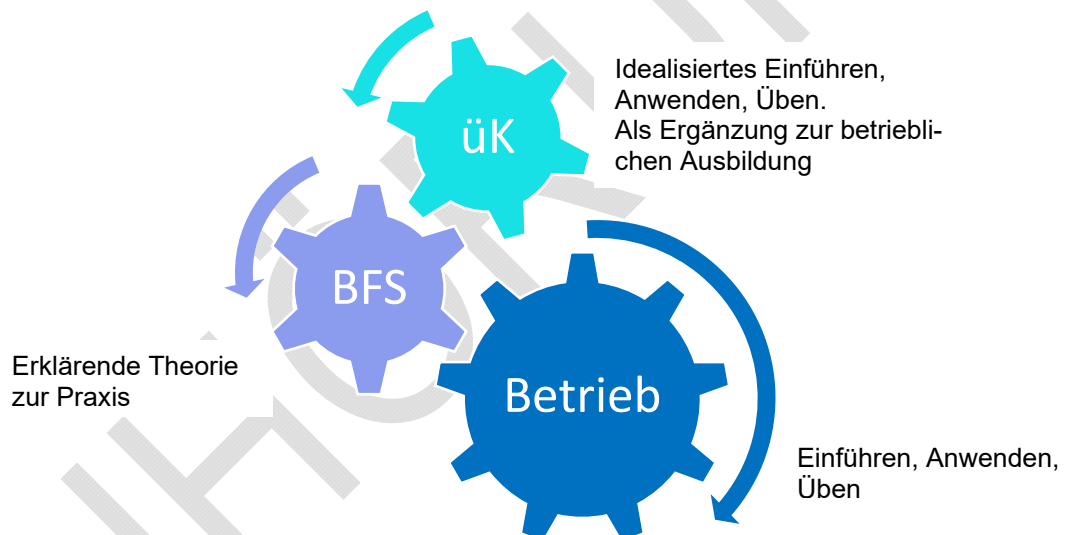 üK
Idealisiertes Einführen,
Anwenden, Üben.
Als Ergänzung zur betriebli-
chen Ausbildung
BFS
Erklärende Theorie
zur Praxis
Betrieb
Einführen, Anwenden,
Üben